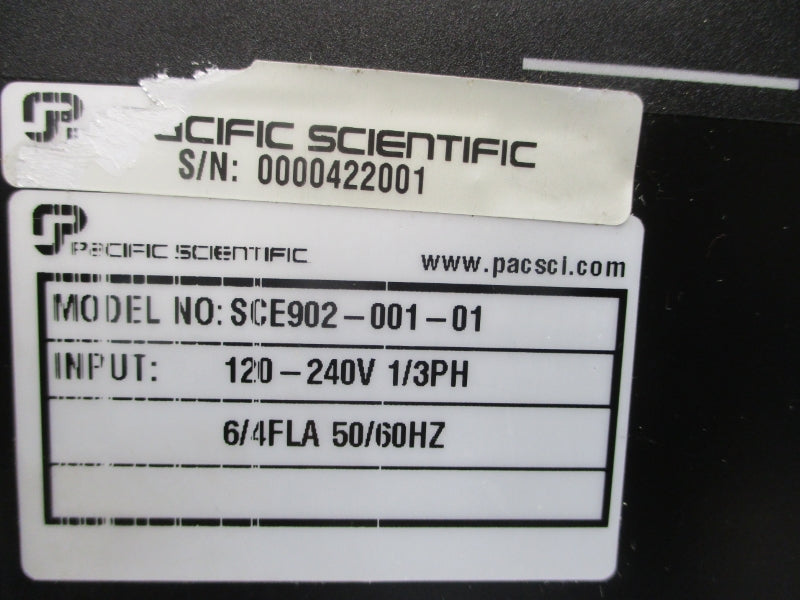 PACIFIC SCIENTIFIC
S/N: 0000422001
PACIFIC SCIENTIFIC
www.pacsci.com
MODEL NO: SCE902-001-01
INPUT: 120-240V 1/3PH
6/4FLA 50/60HZ